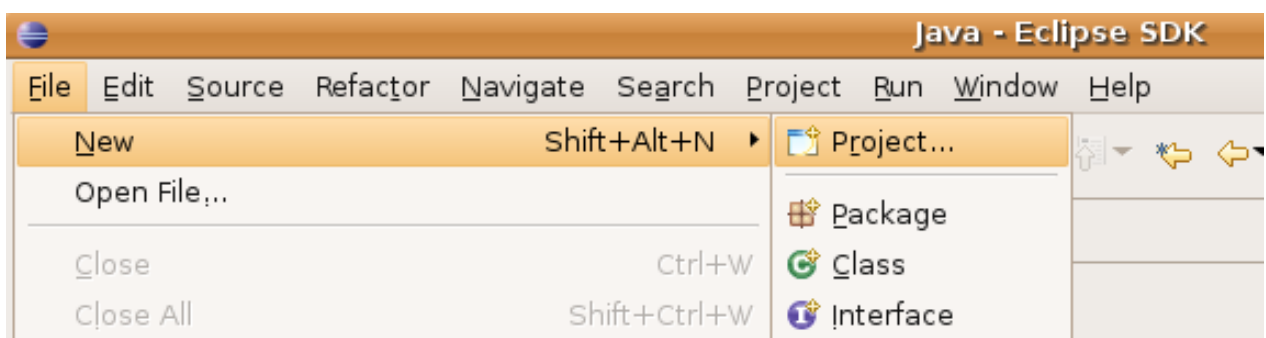 Java - Eclipse SDK
File Edit Source Refactor Navigate Search Project Run Window Help
New Shift+Alt+N Project...
Open File...
Package
Close Ctrl+W Class
Close All Shift+Ctrl+W Interface